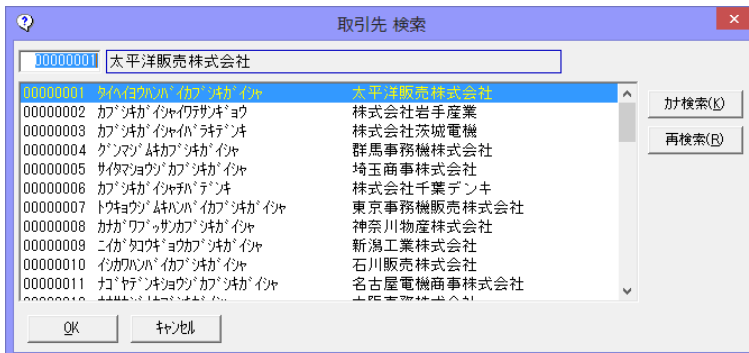 取引先 検索
00000001 太平洋販売株式会社
00000001 ﾀｲﾍｲﾖｳﾊﾝﾊﾞｲｶﾌﾞｼｷｶﾞｲｼｬ 太平洋販売株式会社
00000002 ｶﾌﾞｼｷｶﾞｲｼｬｲﾜﾃｻﾝｷﾞｮｳ 株式会社岩手産業
00000003 ｶﾌﾞｼｷｶﾞｲｼｬｲﾊﾞﾗｷﾃﾞﾝｷ 株式会社茨城電機
00000004 ｸﾞﾝﾏｼﾞﾑｷｶﾌﾞｼｷｶﾞｲｼｬ 群馬事務機株式会社
00000005 ｻｲﾀﾏｼｮｳｼﾞｶﾌﾞｼｷｶﾞｲｼｬ 埼玉商事株式会社
00000006 ｶﾌﾞｼｷｶﾞｲｼｬﾁﾊﾞﾃﾞﾝｷ 株式会社千葉デンキ
00000007 ﾄｳｷｮｳｼﾞﾑｷﾊﾝﾊﾞｲｶﾌﾞｼｷｶﾞｲｼｬ 東京事務機販売株式会社
00000008 ｶﾅｶﾞﾜﾌﾞｯｻﾝｶﾌﾞｼｷｶﾞｲｼｬ 神奈川物産株式会社
00000009 ﾆｲｶﾞﾀｺｳｷﾞｮｳｶﾌﾞｼｷｶﾞｲｼｬ 新潟工業株式会社
00000010 ｲｼｶﾜﾊﾝﾊﾞｲｶﾌﾞｼｷｶﾞｲｼｬ 石川販売株式会社
00000011 ﾅｺﾞﾔﾃﾞﾝｷｼｮｳｼﾞｶﾌﾞｼｷｶﾞｲｼｬ 名古屋電機商事株式会社
ｶﾅ検索(K)
再検索(R)
OK
ｷｬﾝｾﾙ